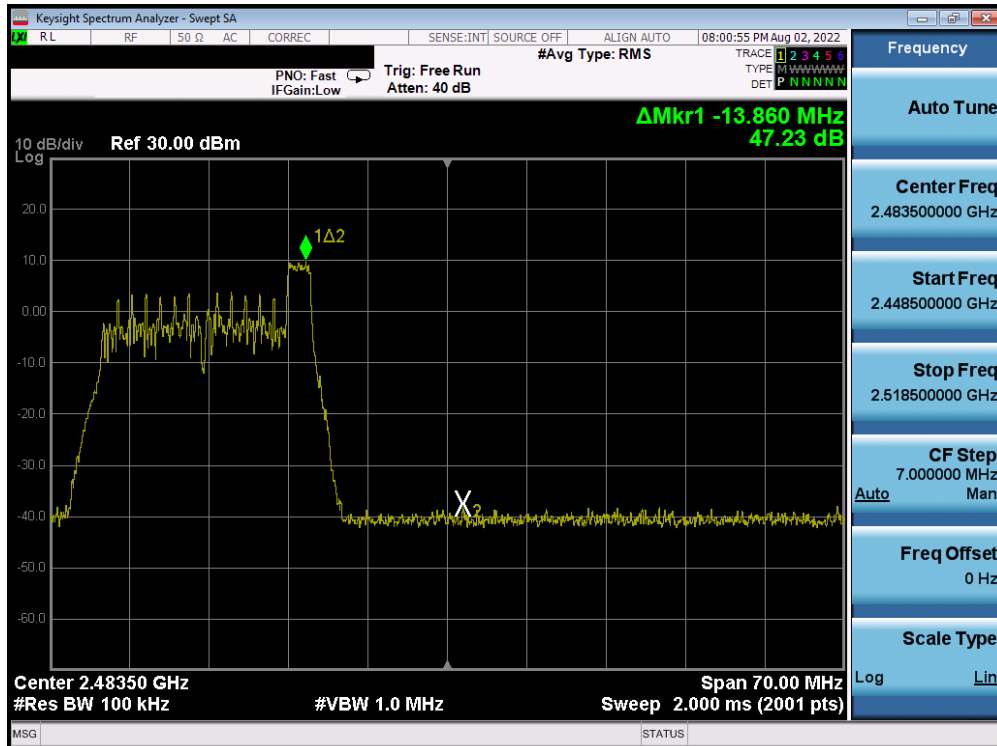 Keysight Spectrum Analyzer - Swept SA
LXI RL RF 50 Ω AC CORREC SENSE:INT SOURCE OFF ALIGN AUTO 08:00:55 PM Aug 02, 2022
#Avg Type: RMS
TRACE 1 2 3 4 5 6
TYPE M WWWWW
DET P N N N N N
PNO: Fast
IFGain:Low
Trig: Free Run
Atten: 40 dB
ΔMkr1 -13.860 MHz
47.23 dB
10 dB/div
Log
Ref 30.00 dBm
20.0
10.0
0.00
-10.0
-20.0
-30.0
-40.0
-50.0
-60.0
1Δ2
X2
Center 2.48350 GHz
#Res BW 100 kHz
#VBW 1.0 MHz
Span 70.00 MHz
Sweep 2.000 ms (2001 pts)
MSG
STATUS
Frequency
Auto Tune
Center Freq
2.483500000 GHz
Start Freq
2.448500000 GHz
Stop Freq
2.518500000 GHz
CF Step
7.000000 MHz
Auto Man
Freq Offset
0 Hz
Scale Type
Log Lin